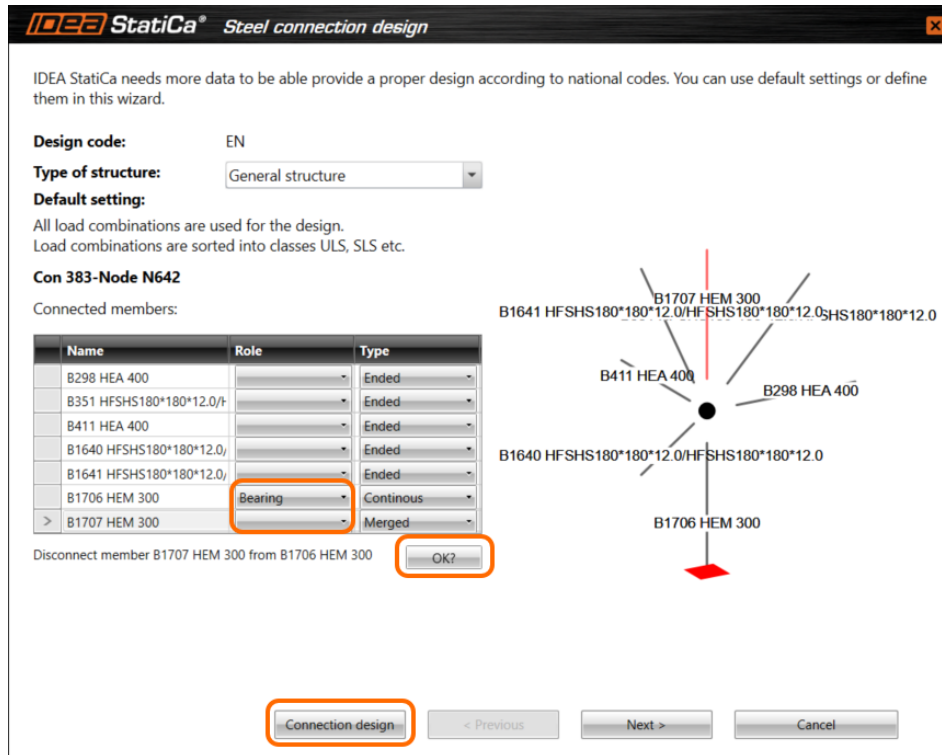 IDEA StatiCa® Steel connection design
IDEA StatiCa needs more data to be able provide a proper design according to national codes. You can use default settings or define
them in this wizard.
Design code: EN
Type of structure: General structure
Default setting:
All load combinations are used for the design.
Load combinations are sorted into classes ULS, SLS etc.
Con 383-Node N642
Connected members:
Name Role Type
B298 HEA 400 Ended
B351 HFSHS180*180*12.0/H Ended
B411 HEA 400 Ended
B1640 HFSHS180*180*12.0/ Ended
B1641 HFSHS180*180*12.0/ Ended
B1706 HEM 300 Bearing Continous
> B1707 HEM 300 Merged
Disconnect member B1707 HEM 300 from B1706 HEM 300 OK?
B1707 HEM 300
B1641 HFSHS180*180*12.0/HFSHS180*180*12.0
SHS180*180*12.0
B411 HEA 400
B298 HEA 400
B1640 HFSHS180*180*12.0/HFSHS180*180*12.0
B1706 HEM 300
Connection design < Previous Next > Cancel